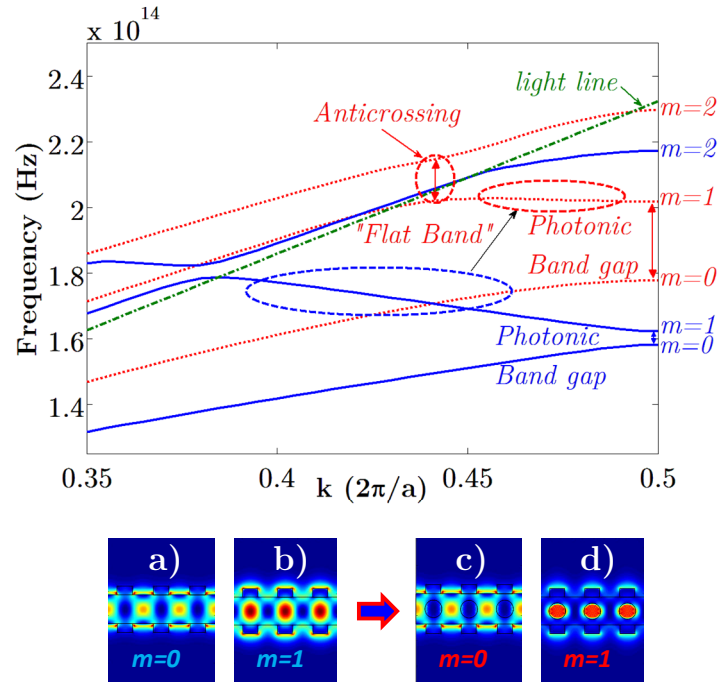 x 10^14
2.4
2.2
2
1.8
1.6
1.4
Frequency (Hz)
light line
Anticrossing
m=2
m=2
m=1
"Flat Band"
Photonic
Band gap
m=0
m=1
m=0
Photonic
Band gap
0.35
0.4
0.45
0.5
k (2π/a)
a)
b)
c)
d)
m=0
m=1
m=0
m=1